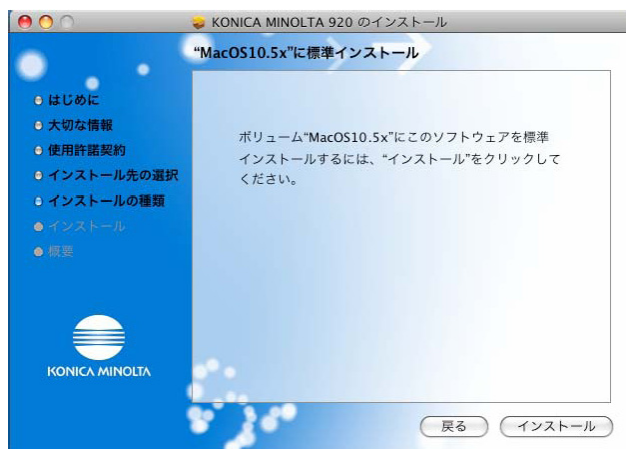 KONICA MINOLTA 920 のインストール
“MacOS10.5x”に標準インストール
はじめに
大切な情報
使用許諾契約
インストール先の選択
インストールの種類
インストール
概要
ボリューム“MacOS10.5x”にこのソフトウェアを標準
インストールするには、“インストール”をクリックして
ください。
KONICA MINOLTA
戻る
インストール